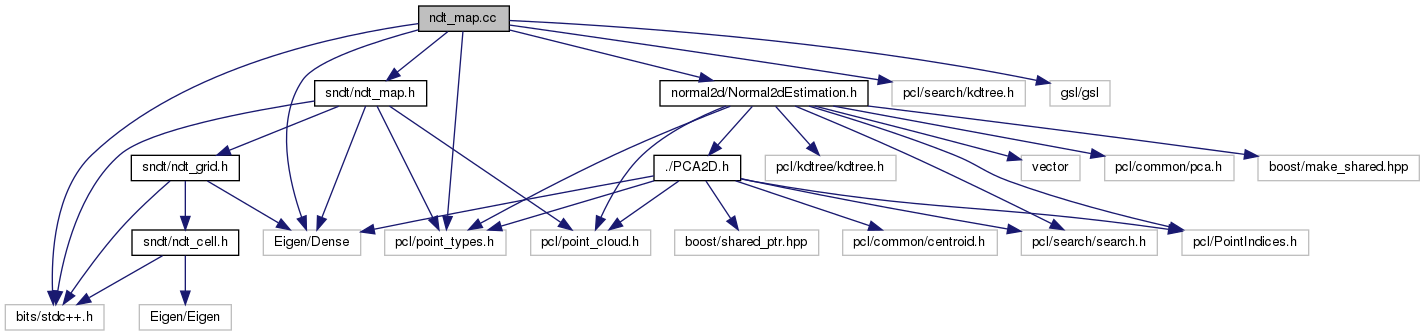 ndt_map.cc
sndt/ndt_map.h
normal2d/Normal2dEstimation.h
pcl/search/kdtree.h
gsl/gsl
sndt/ndt_grid.h
./PCA2D.h
pcl/kdtree/kdtree.h
vector
pcl/common/pca.h
boost/make_shared.hpp
sndt/ndt_cell.h
Eigen/Dense
pcl/point_types.h
pcl/point_cloud.h
boost/shared_ptr.hpp
pcl/common/centroid.h
pcl/search/search.h
pcl/PointIndices.h
bits/stdc++.h
Eigen/Eigen